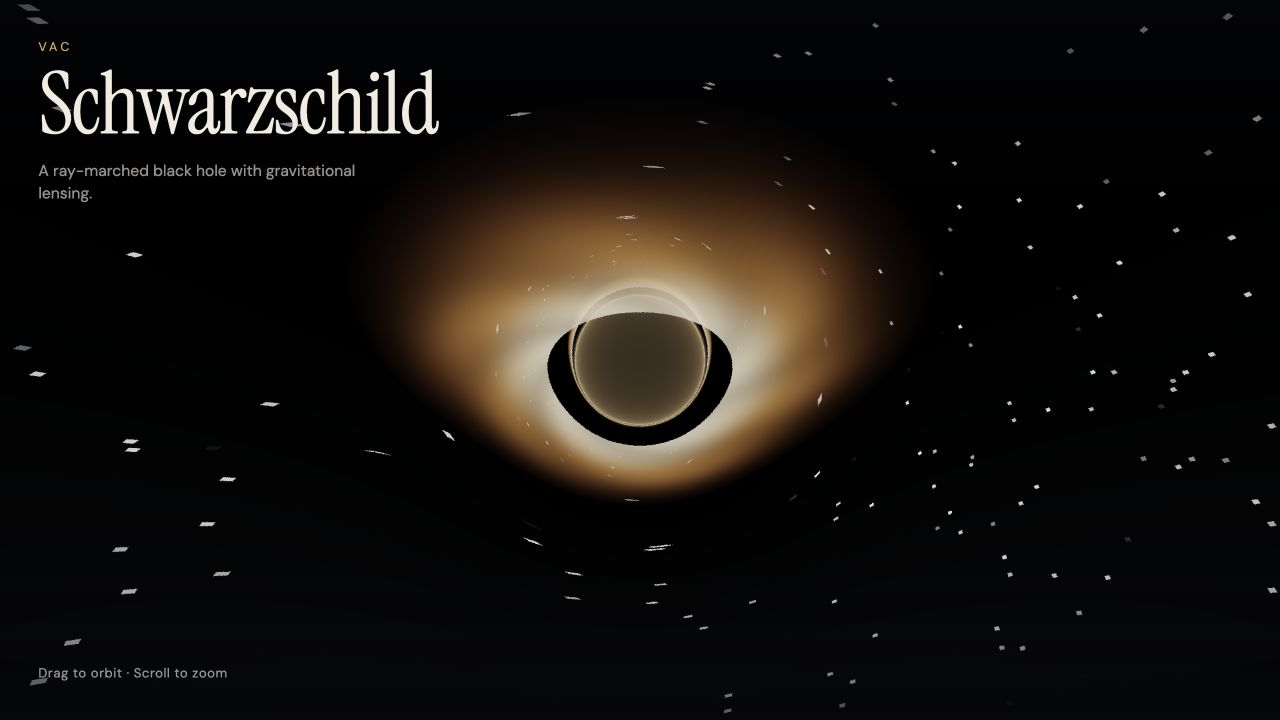 VAC
Schwarzschild
A ray-marched black hole with gravitational
lensing.
Drag to orbit · Scroll to zoom